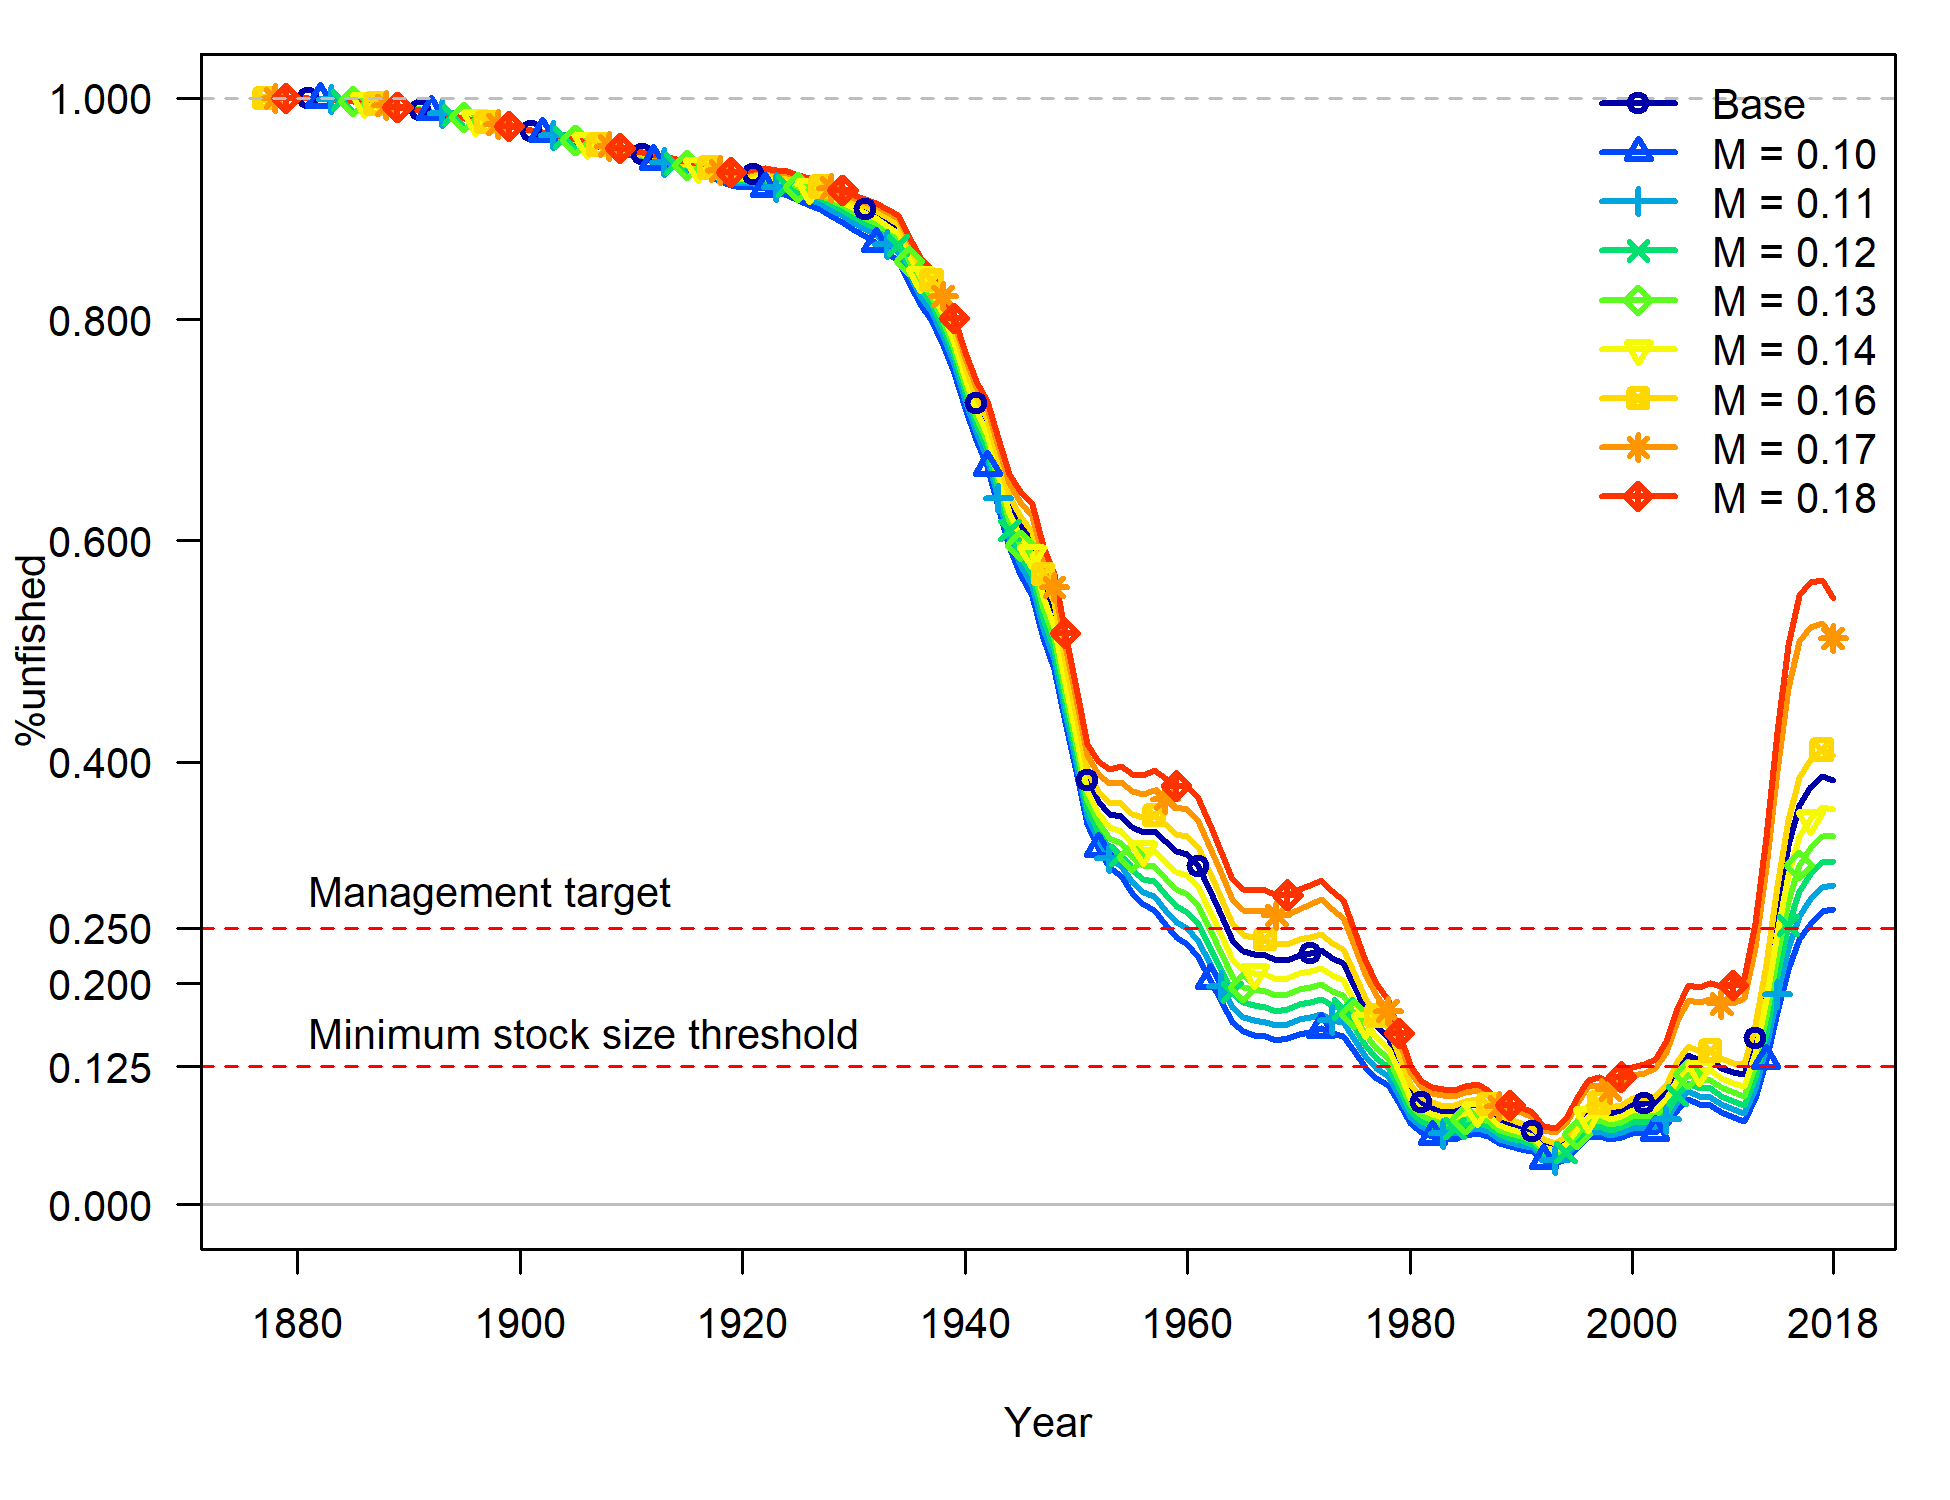 1.000
0.800
0.600
0.400
0.250
0.200
0.125
0.000
%unfished
Base
M = 0.10
M = 0.11
M = 0.12
M = 0.13
M = 0.14
M = 0.16
M = 0.17
M = 0.18
Management target
Minimum stock size threshold
1880 1900 1920 1940 1960 1980 2000 2018
Year